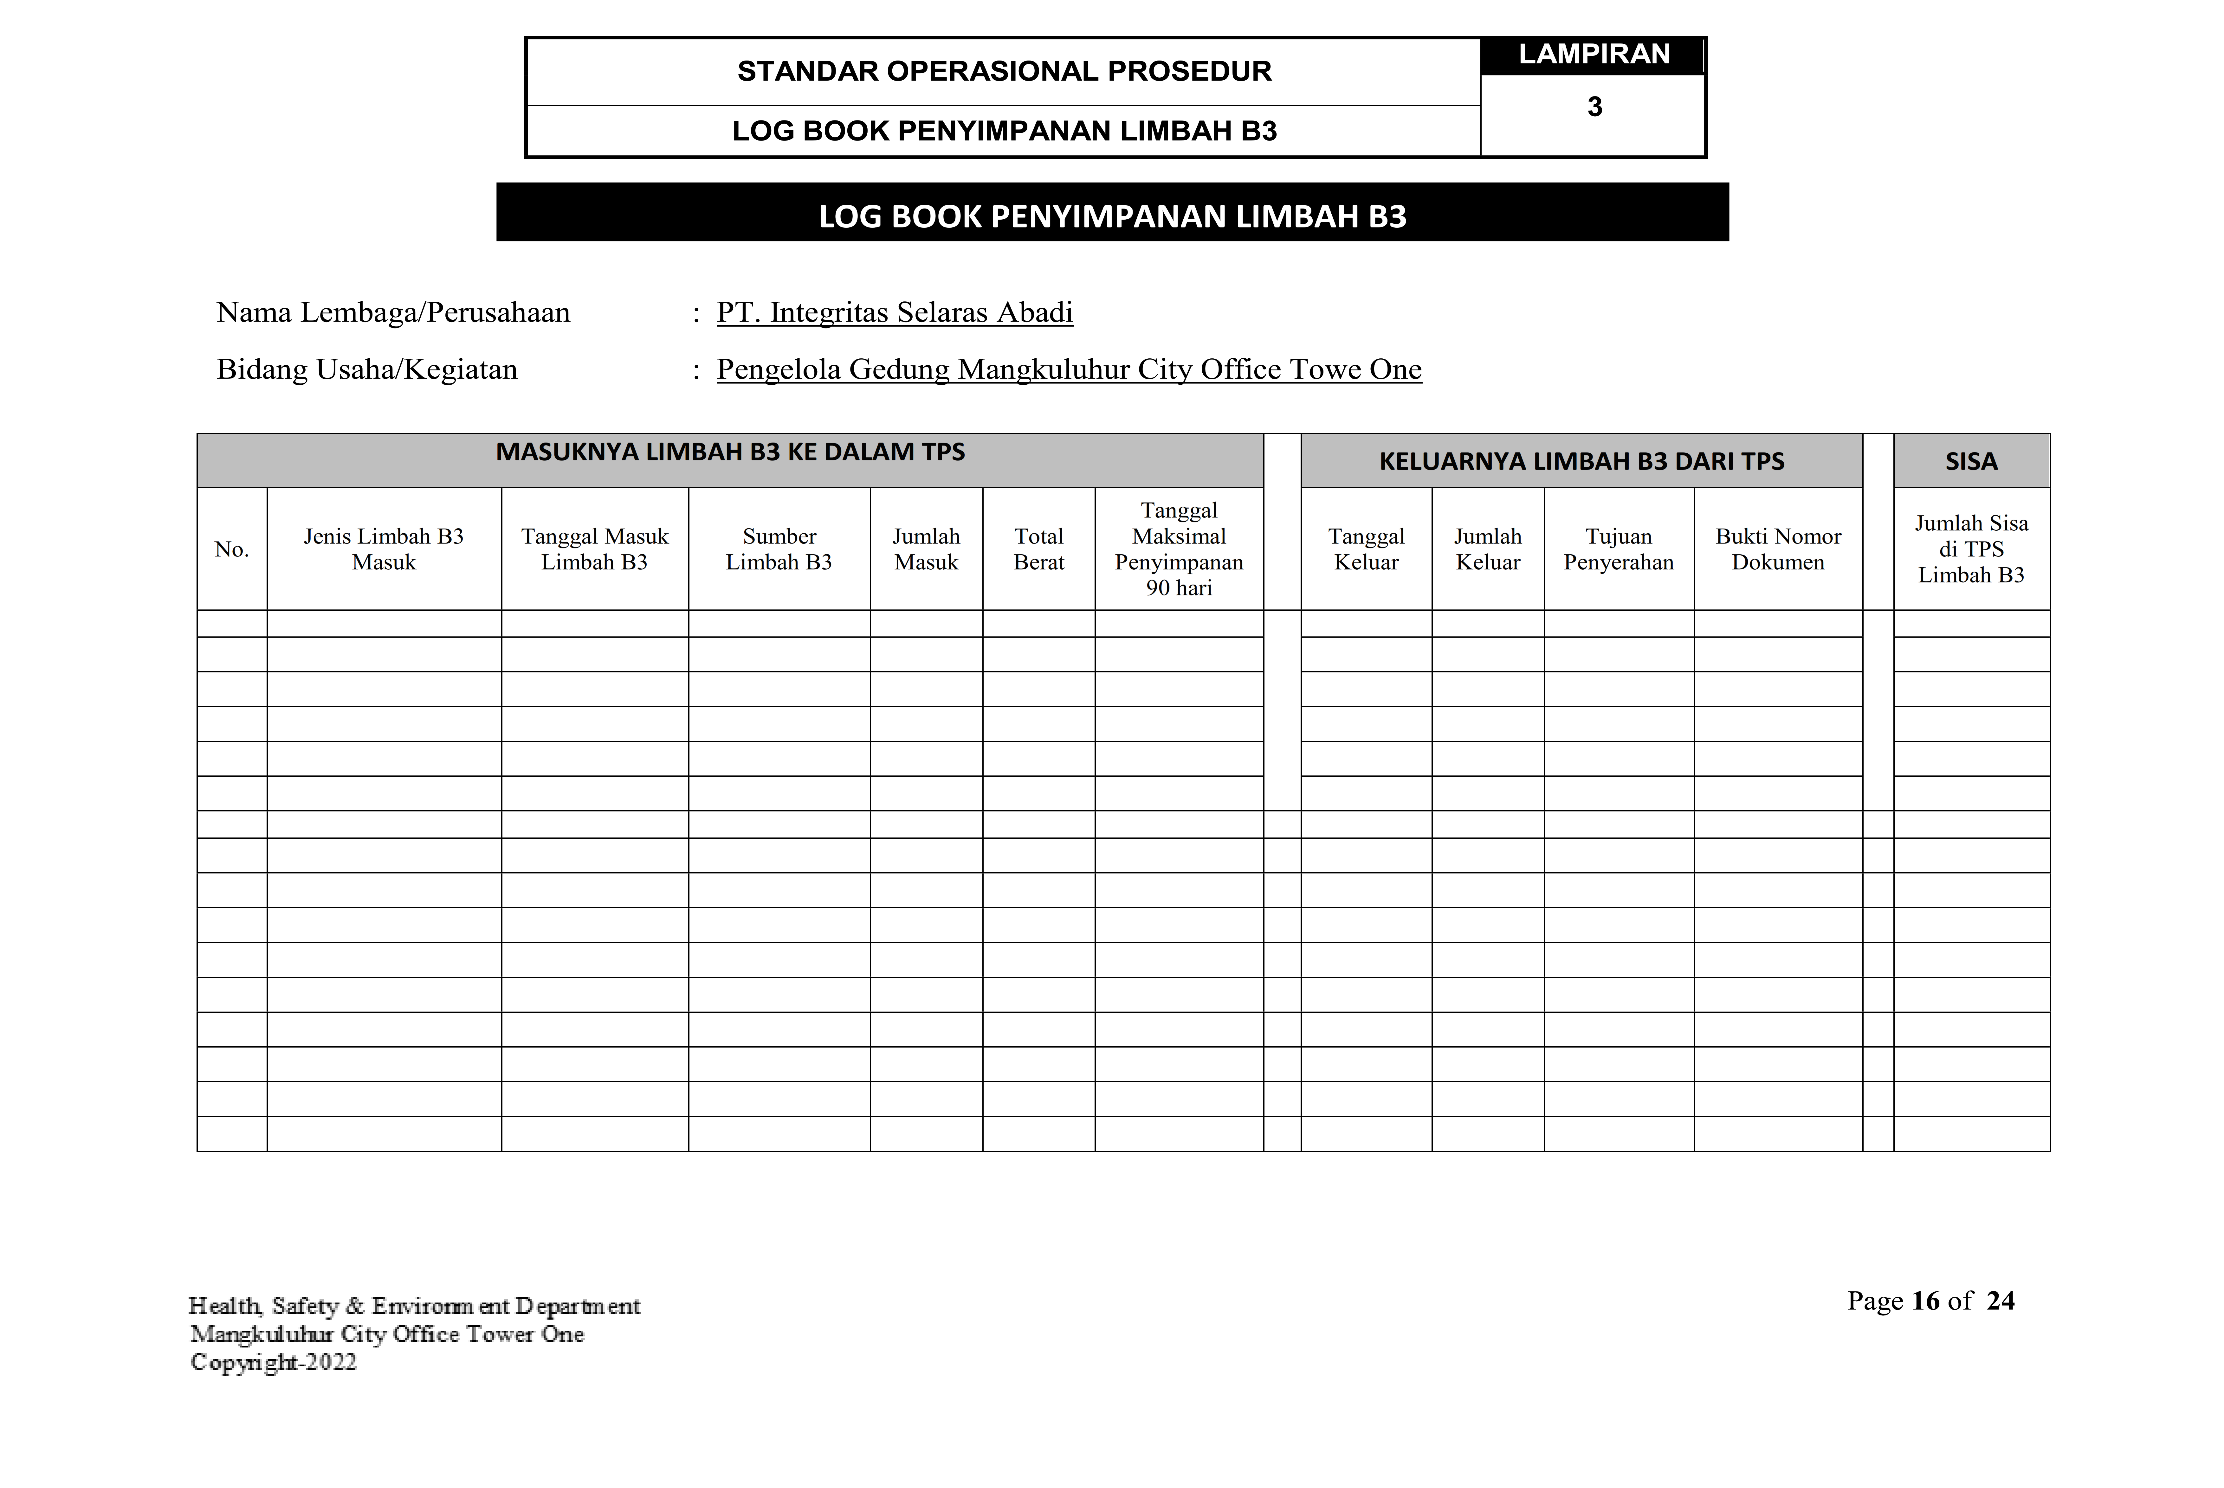 STANDAR OPERASIONAL PROSEDUR
LAMPIRAN
3
LOG BOOK PENYIMPANAN LIMBAH B3
LOG BOOK PENYIMPANAN LIMBAH B3
Nama Lembaga/Perusahaan : PT. Integritas Selaras Abadi
Bidang Usaha/Kegiatan : Pengelola Gedung Mangkuluhur City Office Towe One
MASUKNYA LIMBAH B3 KE DALAM TPS
KELUARNYA LIMBAH B3 DARI TPS
SISA
No.
Jenis Limbah B3
Masuk
Tanggal Masuk
Limbah B3
Sumber
Limbah B3
Jumlah
Masuk
Total
Berat
Tanggal
Maksimal
Penyimpanan
90 hari
Tanggal
Keluar
Jumlah
Keluar
Tujuan
Penyerahan
Bukti Nomor
Dokumen
Jumlah Sisa
di TPS
Limbah B3
Health, Safety & Environment Department
Mangkuluhur City Office Tower One
Copyright-2022
Page 16 of 24